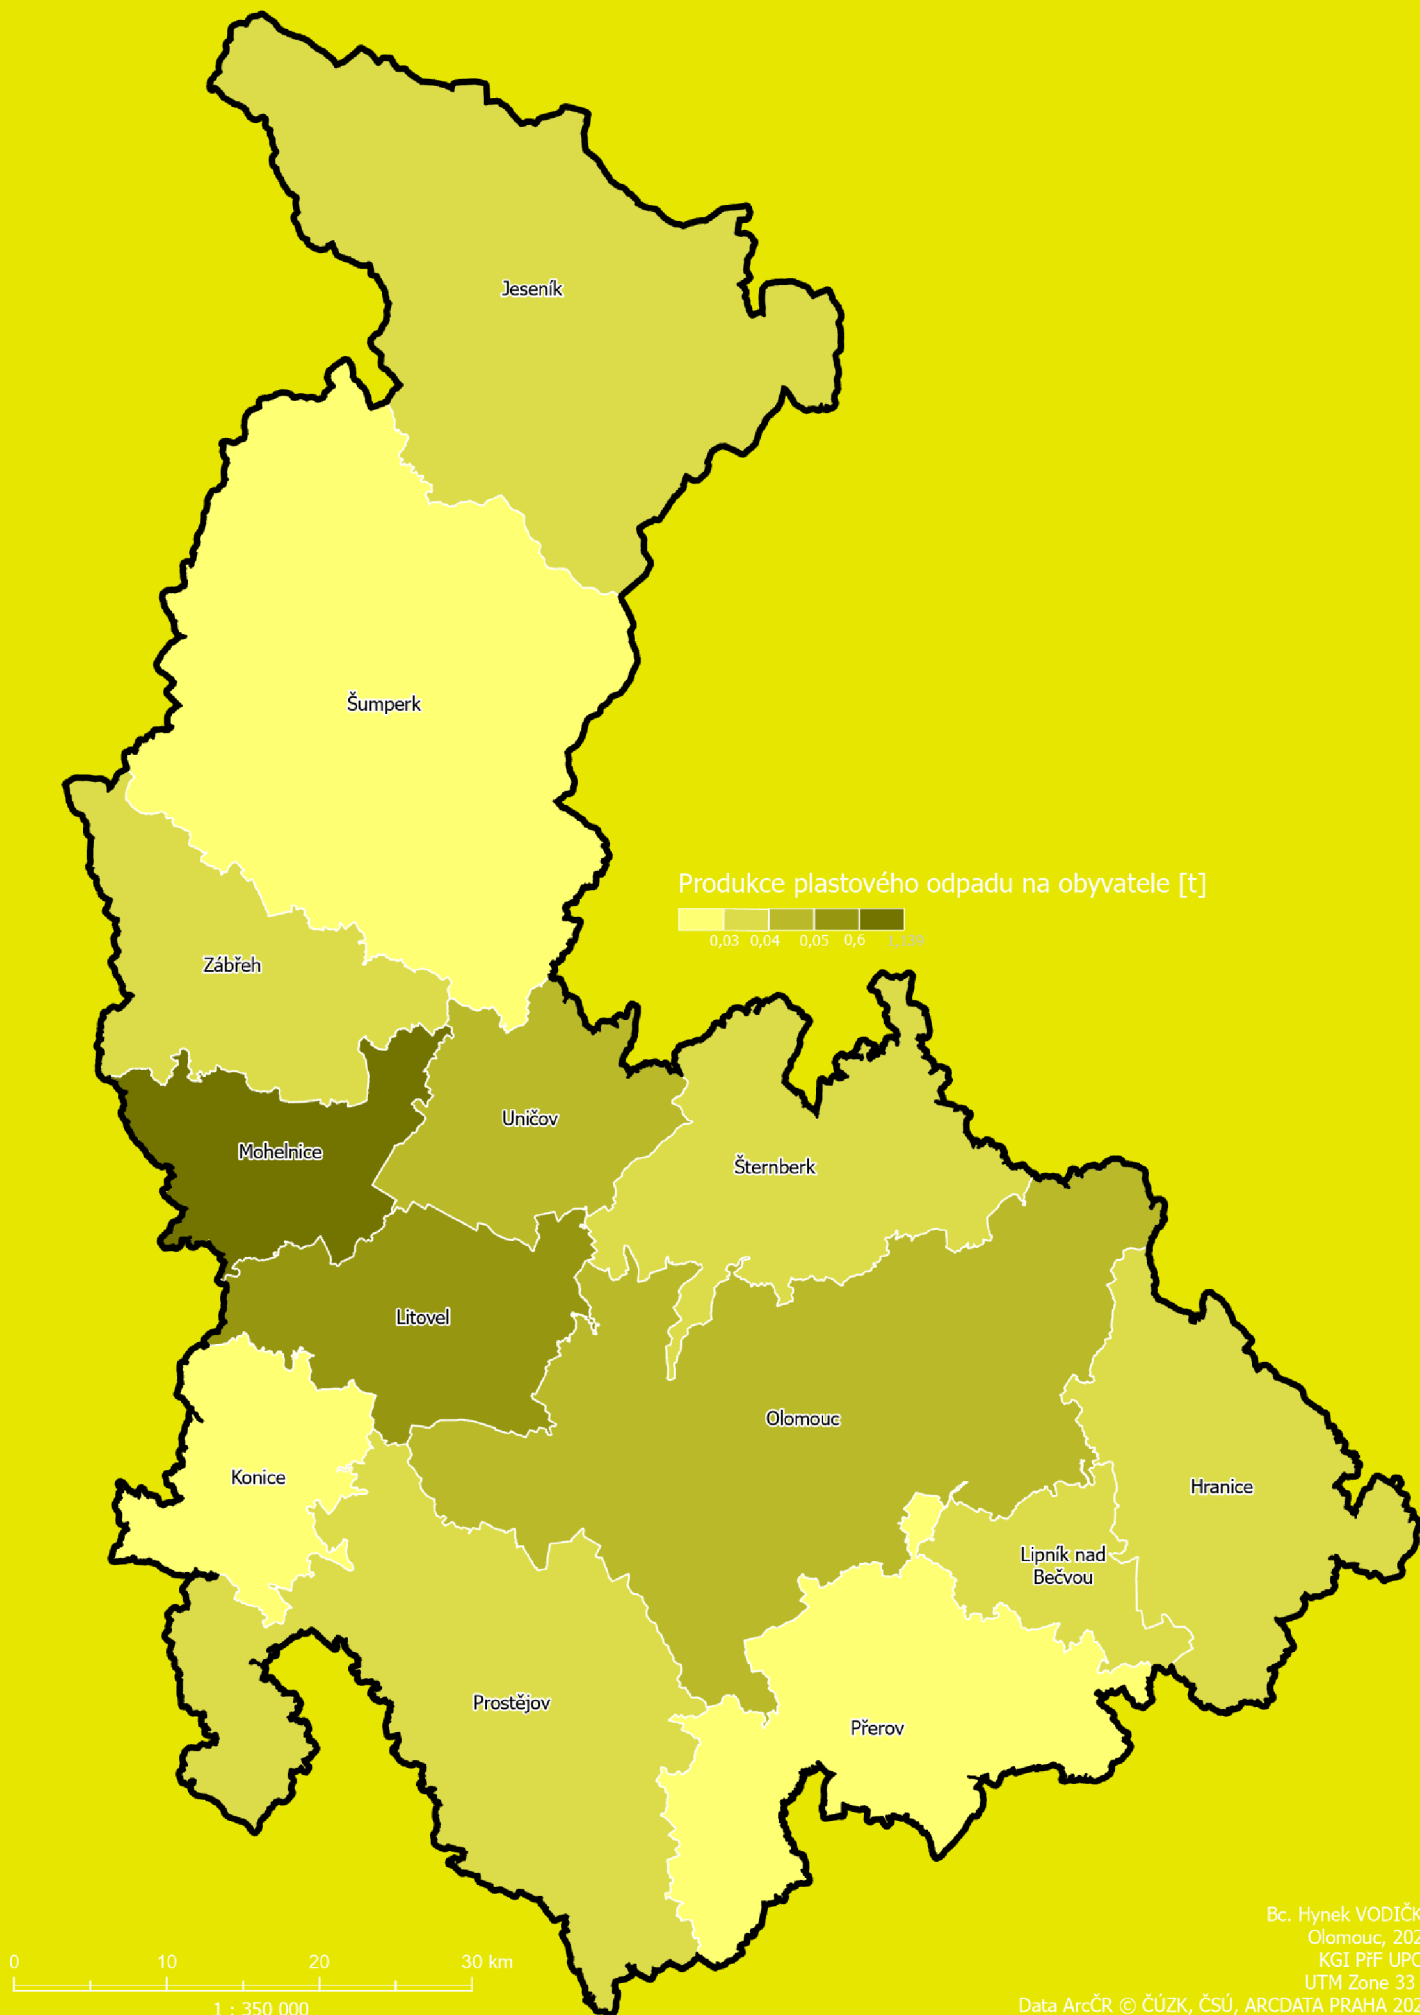 Jeseník
Šumperk
Produkce plastového odpadu na obyvatele [t]
0,03 0,04 0,05 0,6
Zábřeh
Uničov
Mohelnice
Šternberk
Litovel
Olomouc
Konice
Hranice
Lipník nad
Bečvou
Prostějov
Přerov
Bc. Hynek VODIČK
Olomouc, 202
KGI PřF UPO
UTM Zone 33
Data ArcČR © ČÚZK, ČSÚ, ARCDATA PRAHA 202
0 10 20 30 km
1 : 350 000